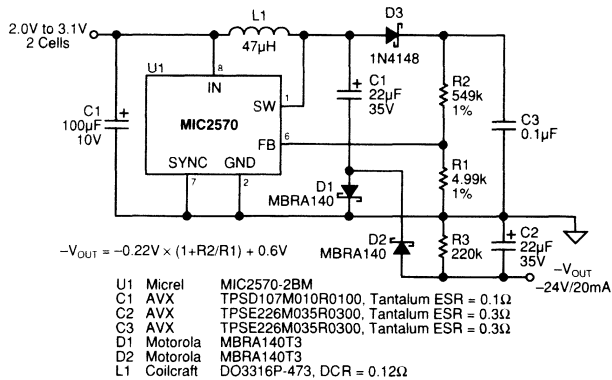 2.0V to 3.1V
2 Cells
L1
47µH
D3
1N4148
U1
8
IN
MIC2570
SW
1
FB
6
SYNC
GND
7
2
C1
100µF
10V
C1
22µF
35V
R2
549k
1%
C3
0.1µF
R1
4.99k
1%
D1
MBRA140
D2
MBRA140
R3
220k
C2
22µF
35V
–VOUT
–24V/20mA
–VOUT = –0.22V × (1+R2/R1) + 0.6V
U1 Micrel MIC2570-2BM
C1 AVX TPSD107M010R0100, Tantalum ESR = 0.1Ω
C2 AVX TPSE226M035R0300, Tantalum ESR = 0.3Ω
C3 AVX TPSE226M035R0300, Tantalum ESR = 0.3Ω
D1 Motorola MBRA140T3
D2 Motorola MBRA140T3
L1 Coilcraft DO3316P-473, DCR = 0.12Ω